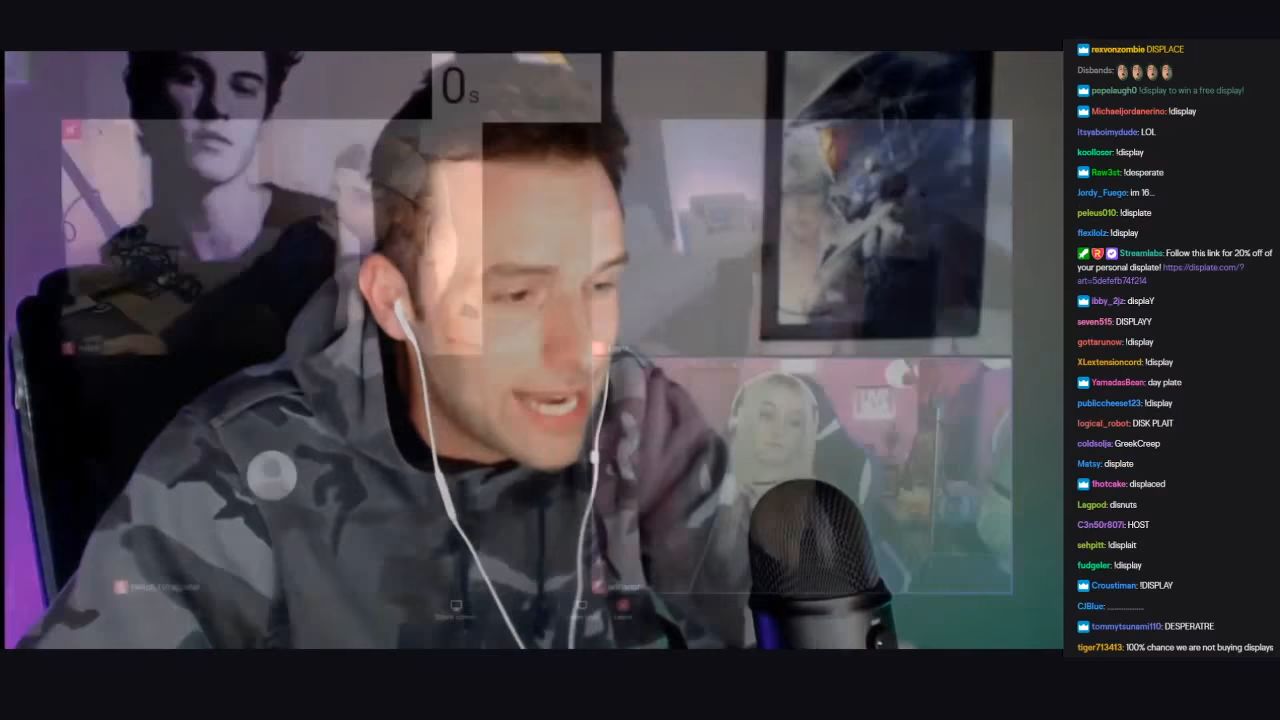 0s
rexvonzombie DISPLACE
Disbands:
pepelaugh0 !display to win a free display!
Michaeljordanerino: !display
itsyaboimydude: LOL
koolloser: !display
Raw3st: !desperate
Jordy_Fuego: im 16...
peleus010: !displate
flexilolz: !display
Streamlabs: Follow this link for 20% off of
your personal displate! https://displate.com/?
art=5defefb74f214
ibby_2jz: displaY
seven515: DISPLAYY
gottarunow: !display
XLextensioncord: !display
YamadasBean: day plate
publiccheese123: !display
logical_robot: DISK PLAIT
coldsolja: GreekCreep
Matsy: displate
1hotcake: displaced
Lagpod: disnuts
C3n50r807i: HOST
sehpitt: !displait
fudgeler: !display
Croustiman: !DISPLAY
CJBlue: ....................
tommytsunami110: DESPERATRE
tiger713413: 100% chance we are not buying displays